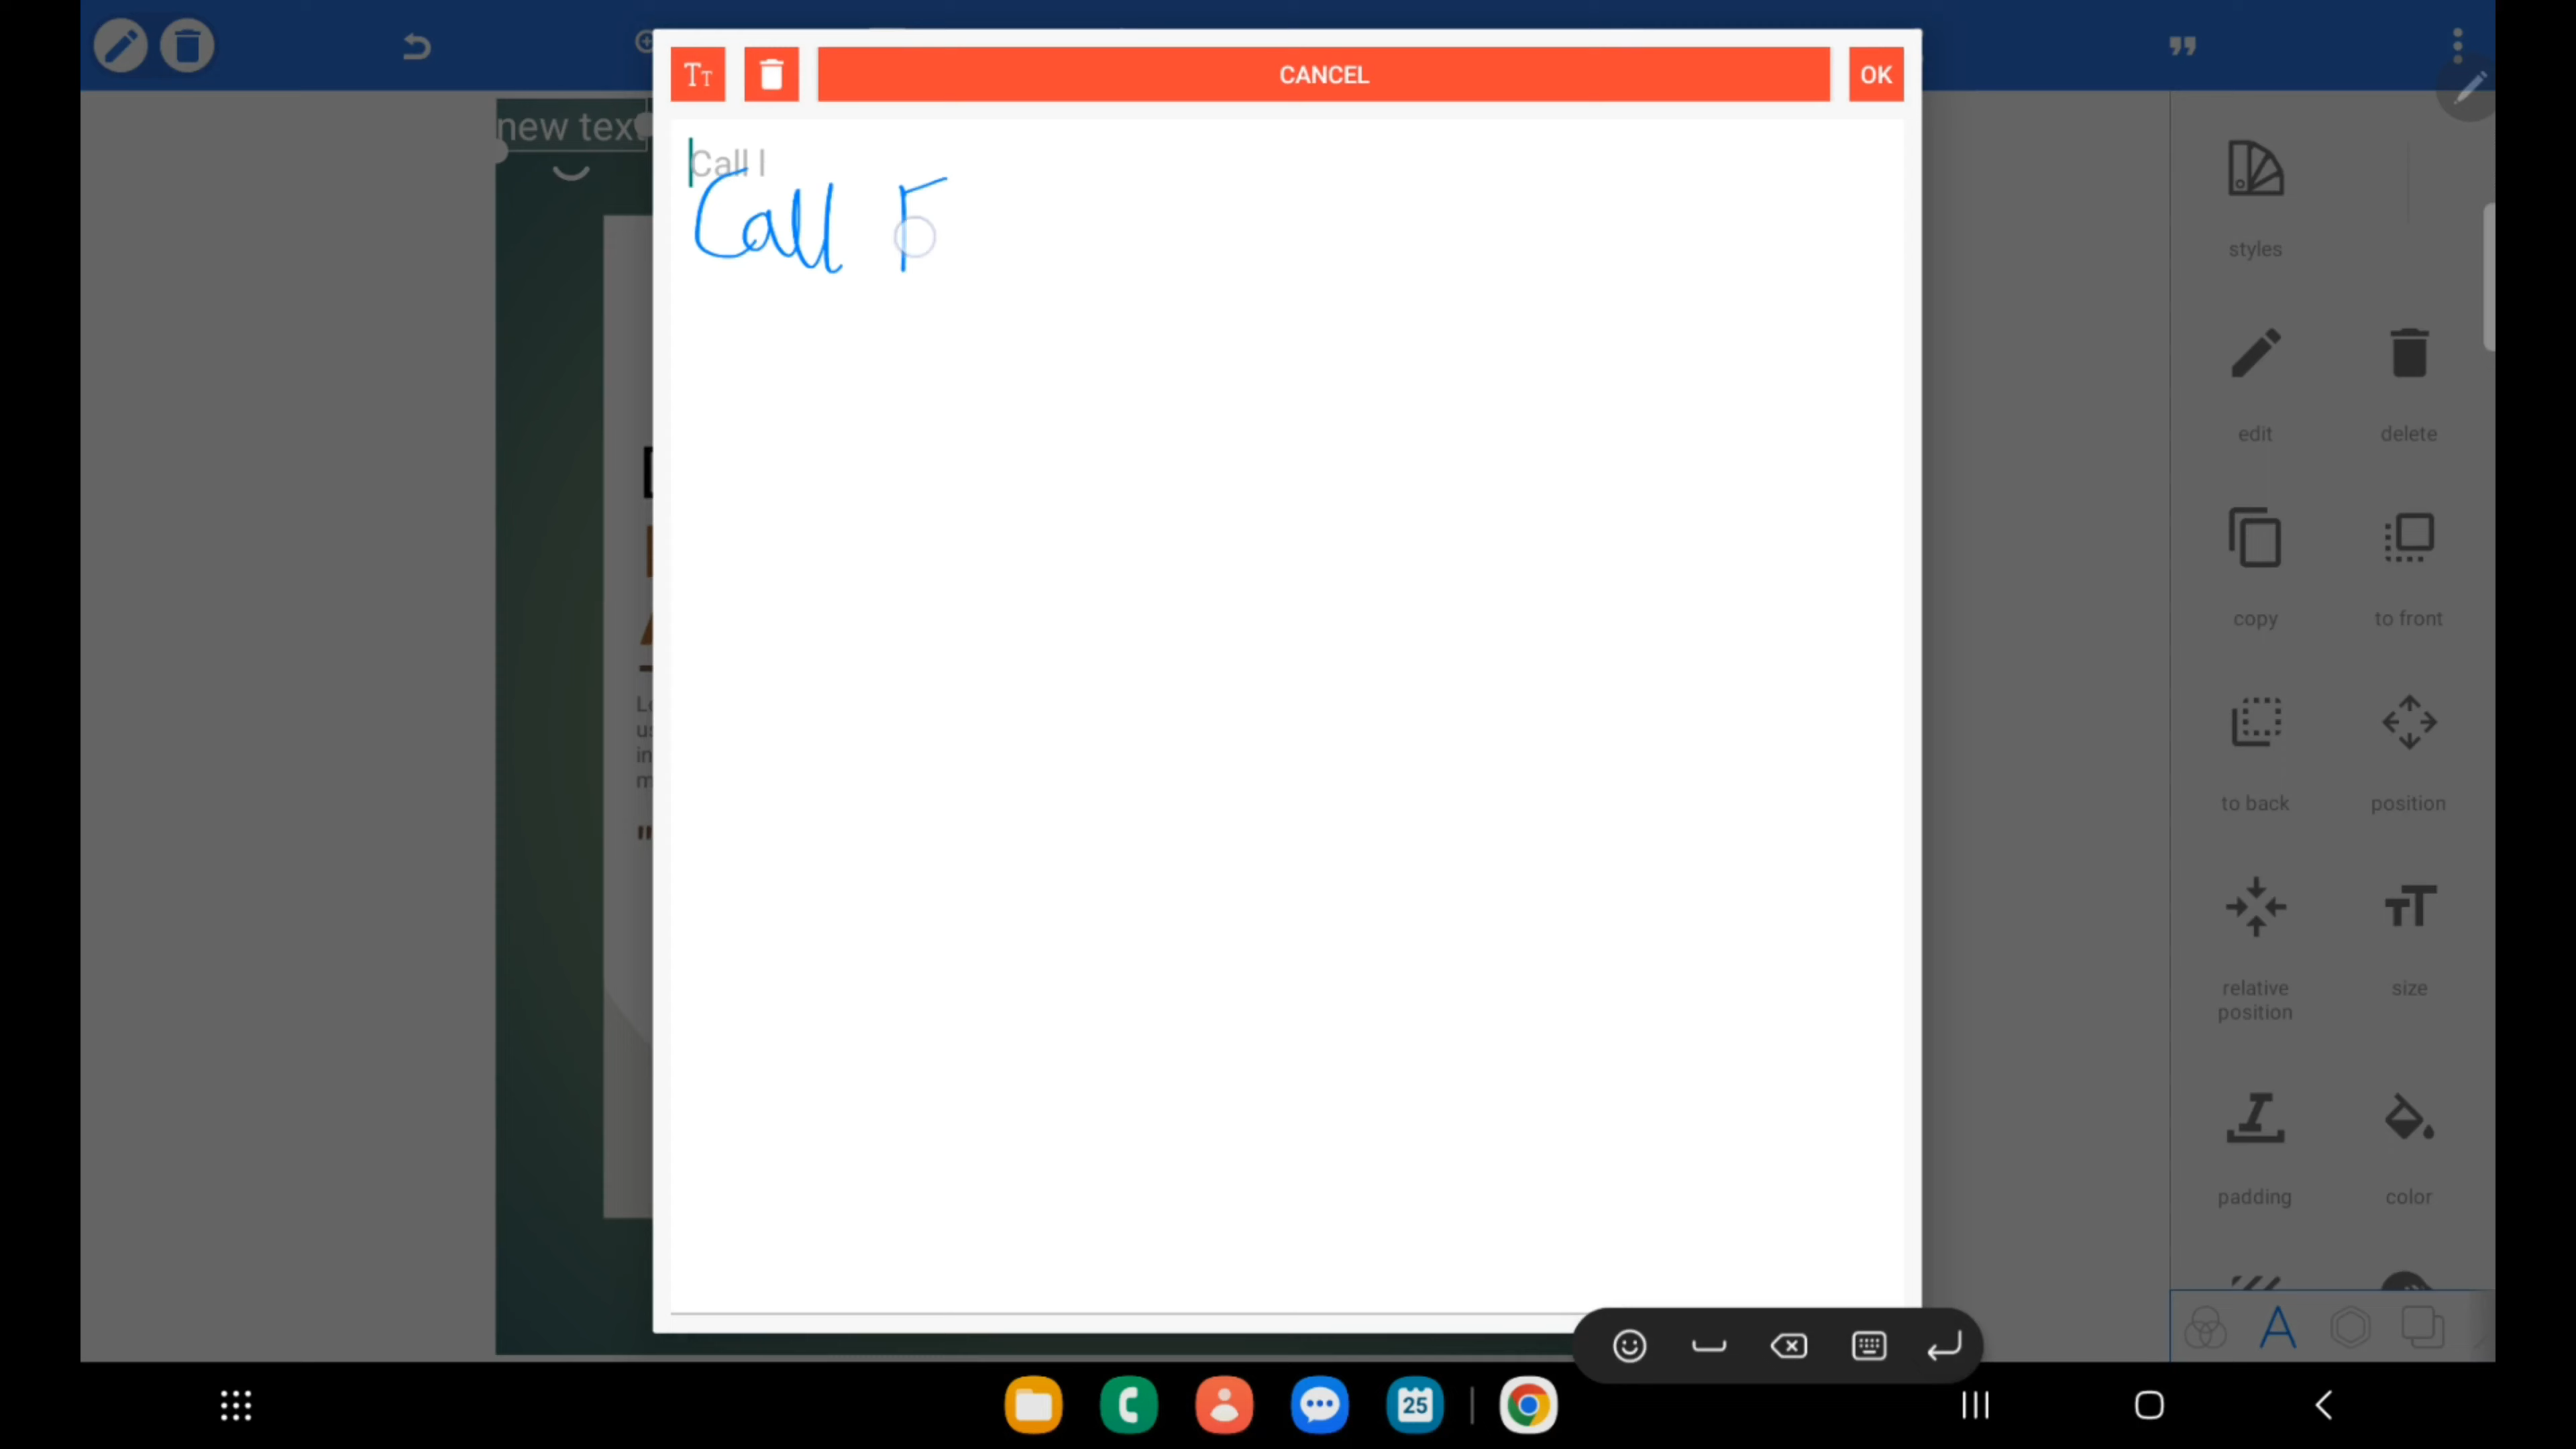 CANCEL
OK
new tex
Call I
Call F
styles
edit
delete
copy
to front
to back
position
relative
position
size
padding
color
25